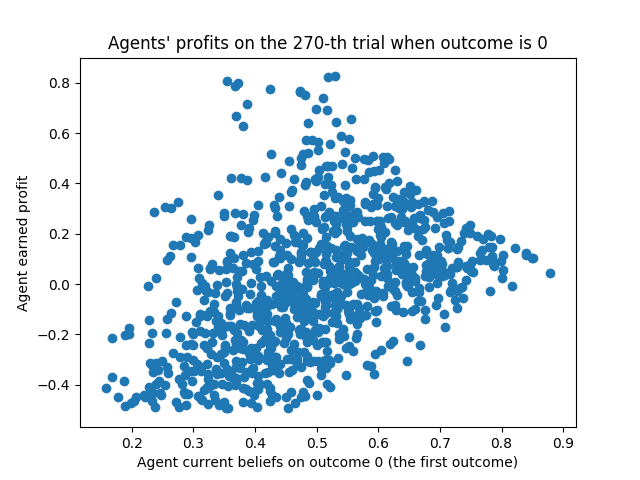 Agents' profits on the 270-th trial when outcome is 0
0.8
0.6
0.4
0.2
0.0
−0.2
−0.4
Agent earned profit
0.2 0.3 0.4 0.5 0.6 0.7 0.8 0.9
Agent current beliefs on outcome 0 (the first outcome)